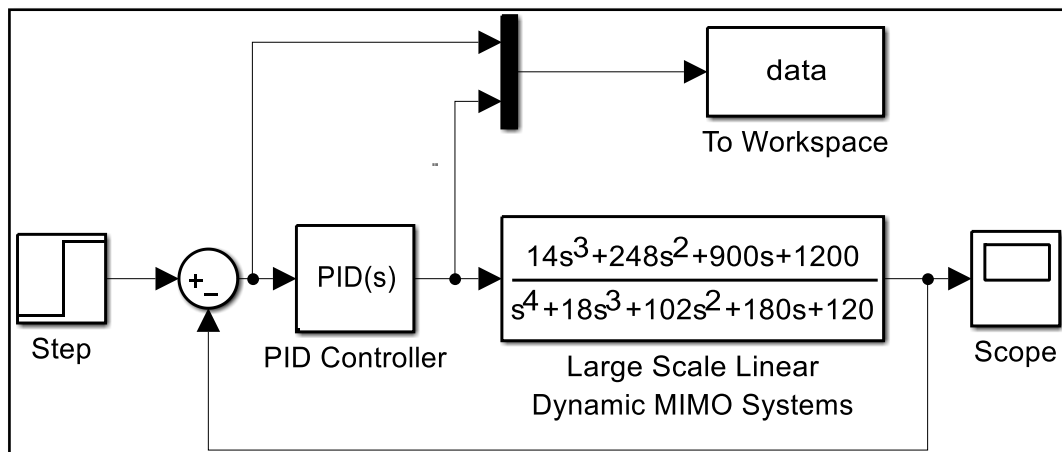 data
To Workspace
Step
+
−
PID(s)
PID Controller
14s³+248s²+900s+1200
s⁴+18s³+102s²+180s+120
Large Scale Linear
Dynamic MIMO Systems
Scope